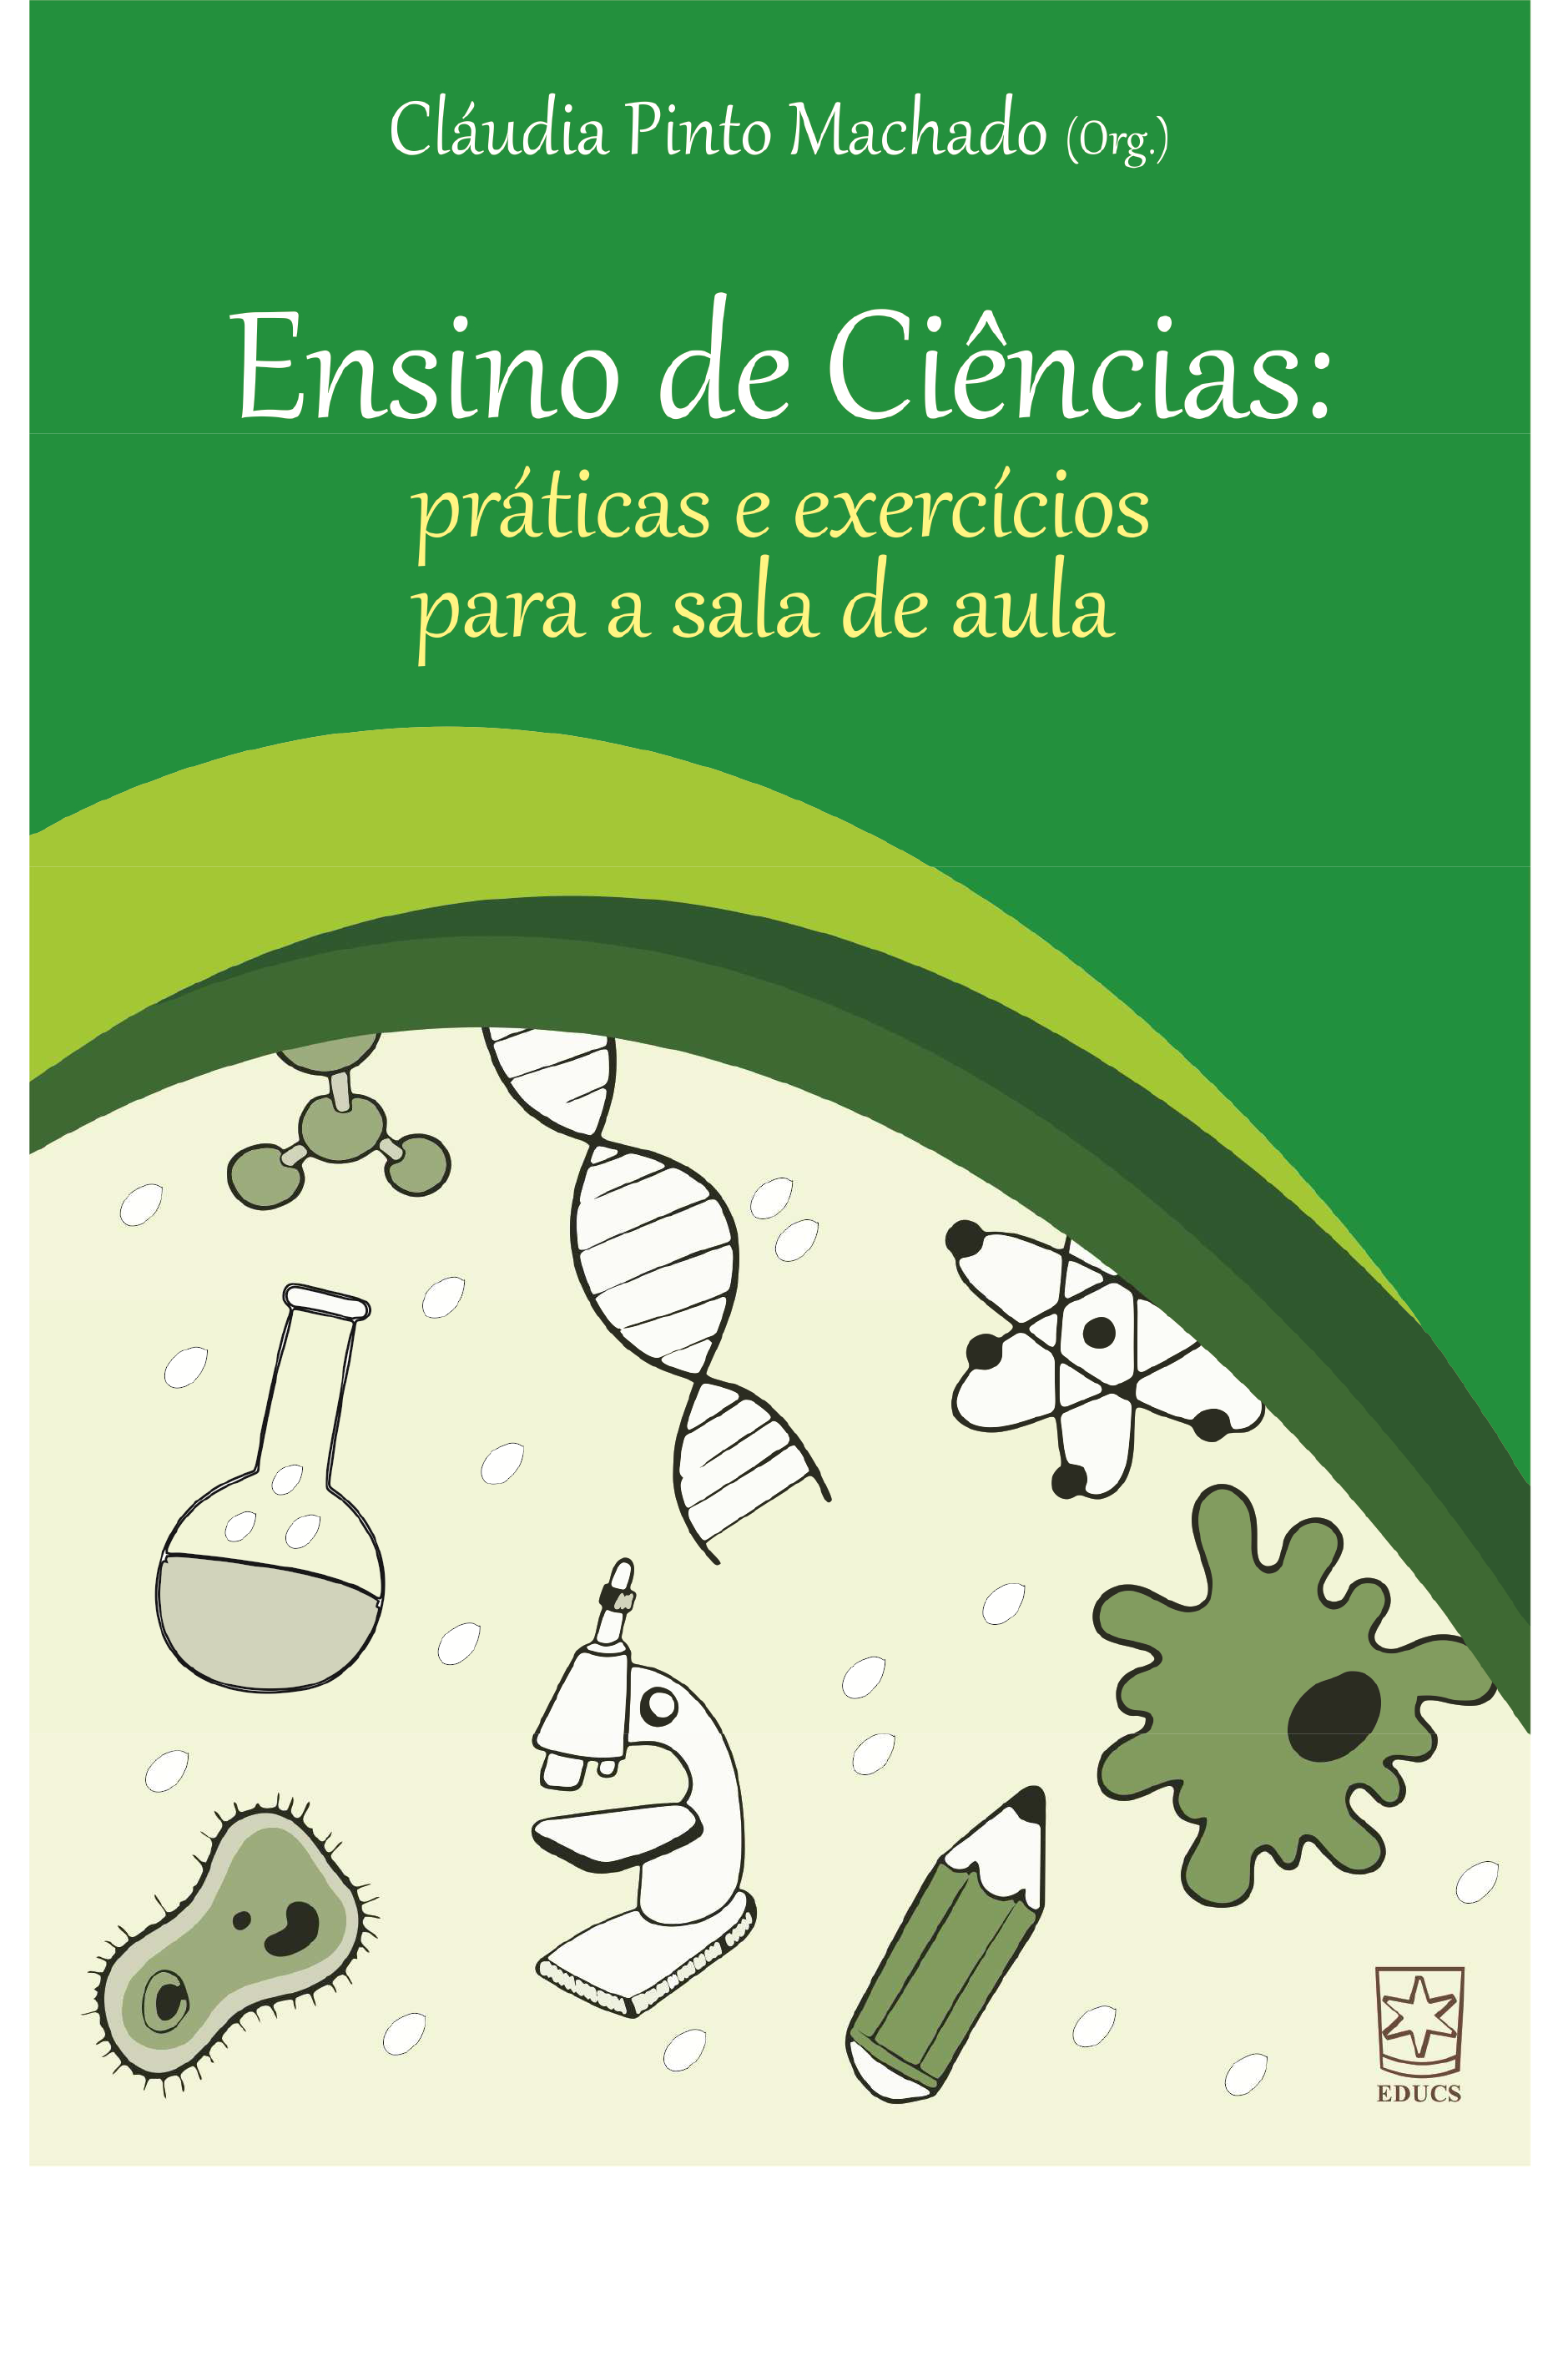 Cláudia Pinto Machado (Org.)
Ensino de Ciências:
práticas e exercícios
para a sala de aula
EDUCS